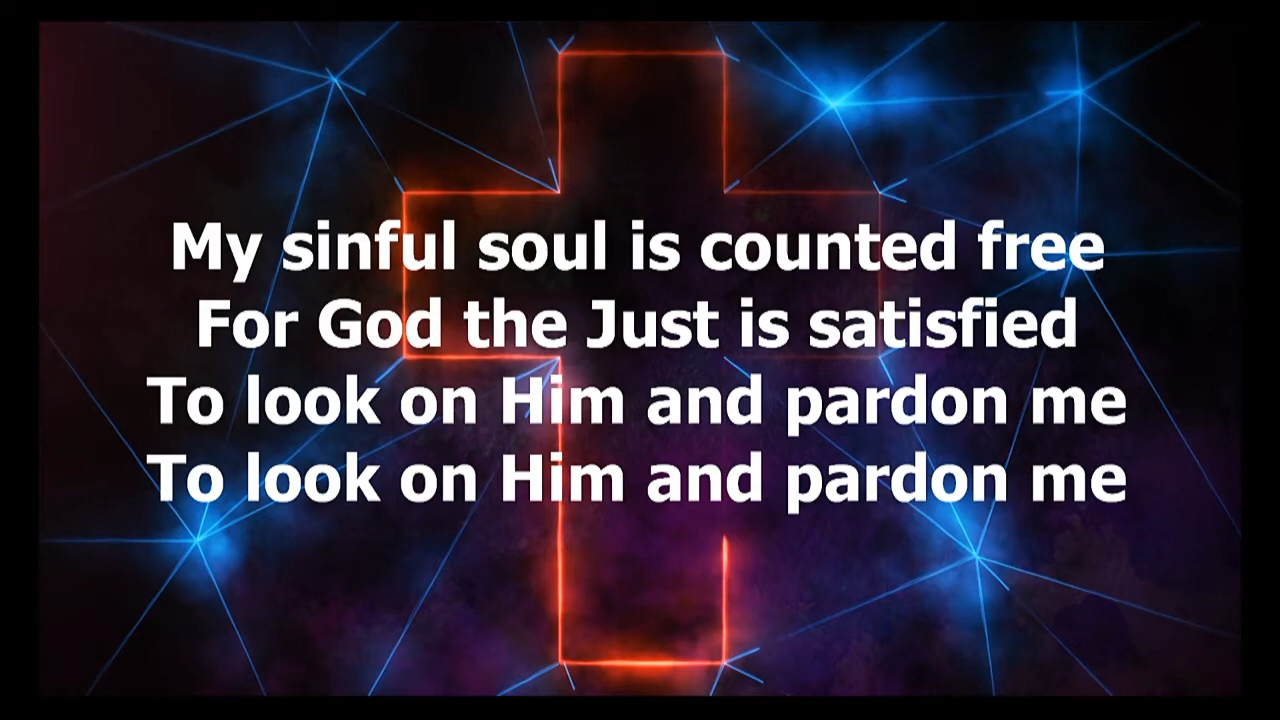 My sinful soul is counted free
For God the Just is satisfied
To look on Him and pardon me
To look on Him and pardon me